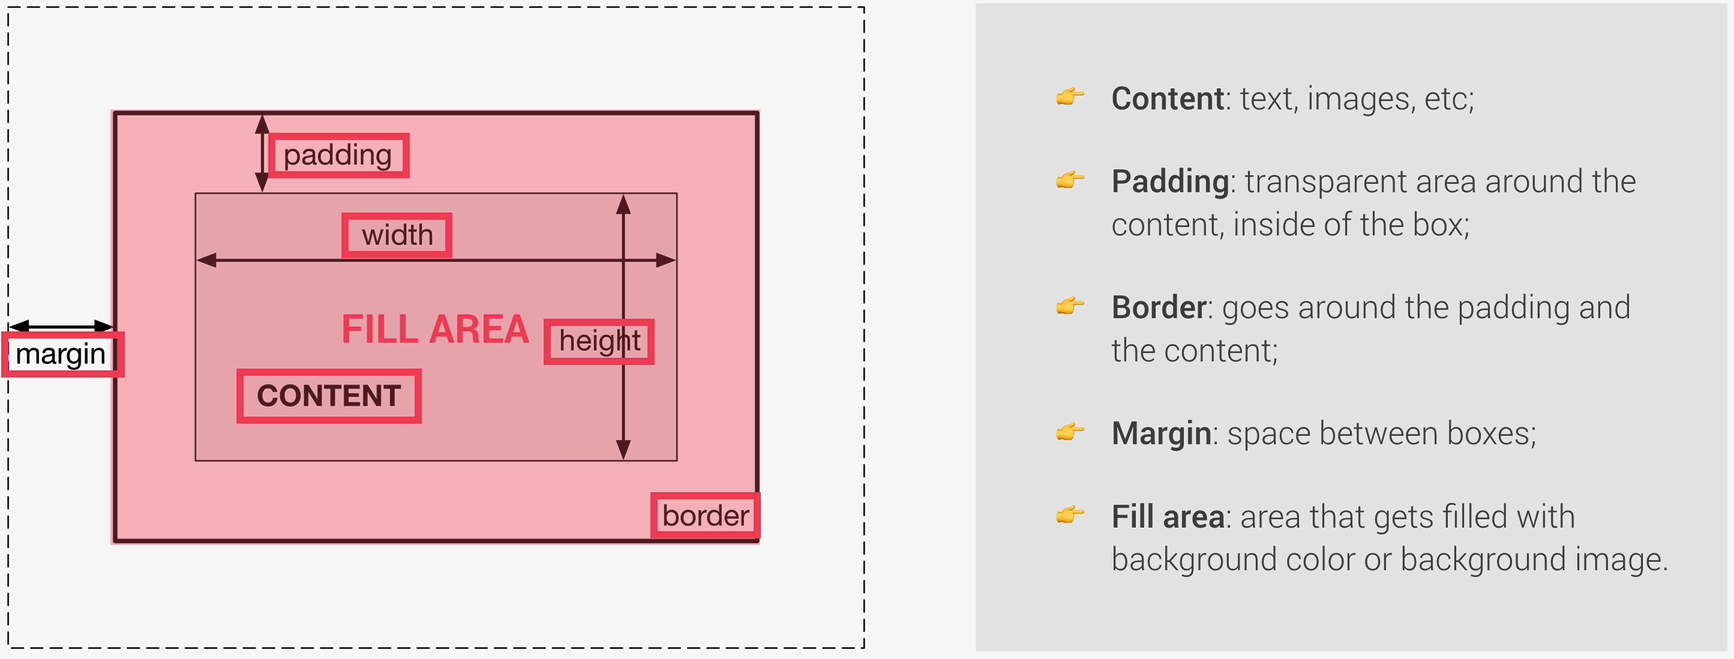 padding
width
FILL AREA
height
margin
CONTENT
border
👉 Content: text, images, etc;
👉 Padding: transparent area around the
content, inside of the box;
👉 Border: goes around the padding and
the content;
👉 Margin: space between boxes;
👉 Fill area: area that gets filled with
background color or background image.